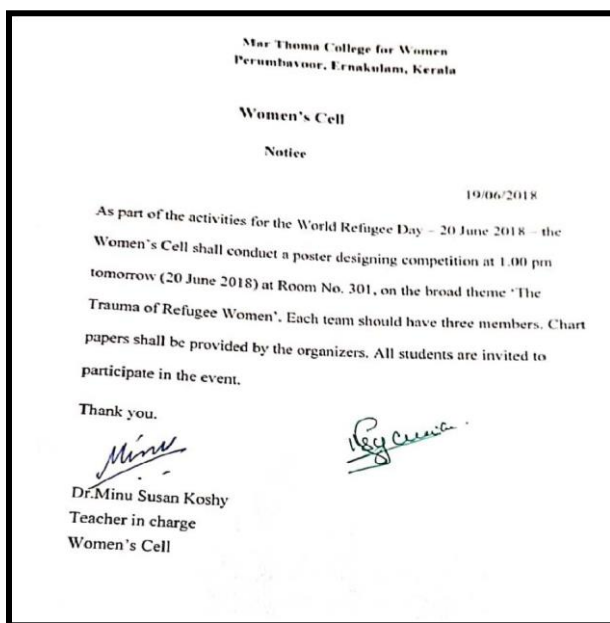 Mar Thoma College for Women
Perumbavoor, Ernakulam, Kerala
Women's Cell
Notice
19/06/2018
As part of the activities for the World Refugee Day – 20 June 2018 – the
Women's Cell shall conduct a poster designing competition at 1.00 pm
tomorrow (20 June 2018) at Room No. 301, on the broad theme 'The
Trauma of Refugee Women'. Each team should have three members. Chart
papers shall be provided by the organizers. All students are invited to
participate in the event.
Thank you.
Minu
Dr.Minu Susan Koshy
Teacher in charge
Women's Cell